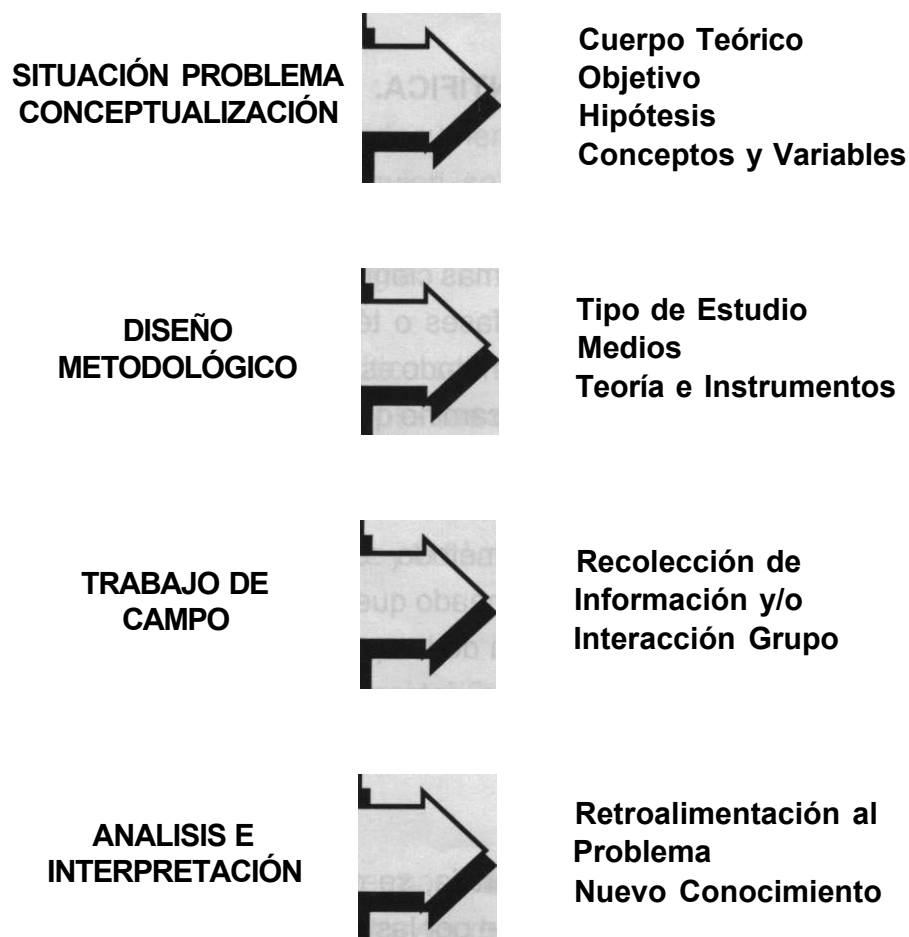 SITUACIÓN PROBLEMA
CONCEPTUALIZACIÓN
Cuerpo Teórico
Objetivo
Hipótesis
Conceptos y Variables
DISEÑO
METODOLÓGICO
Tipo de Estudio
Medios
Teoría e Instrumentos
TRABAJO DE
CAMPO
Recolección de
Información y/o
Interacción Grupo
ANALISIS E
INTERPRETACIÓN
Retroalimentación al
Problema
Nuevo Conocimiento